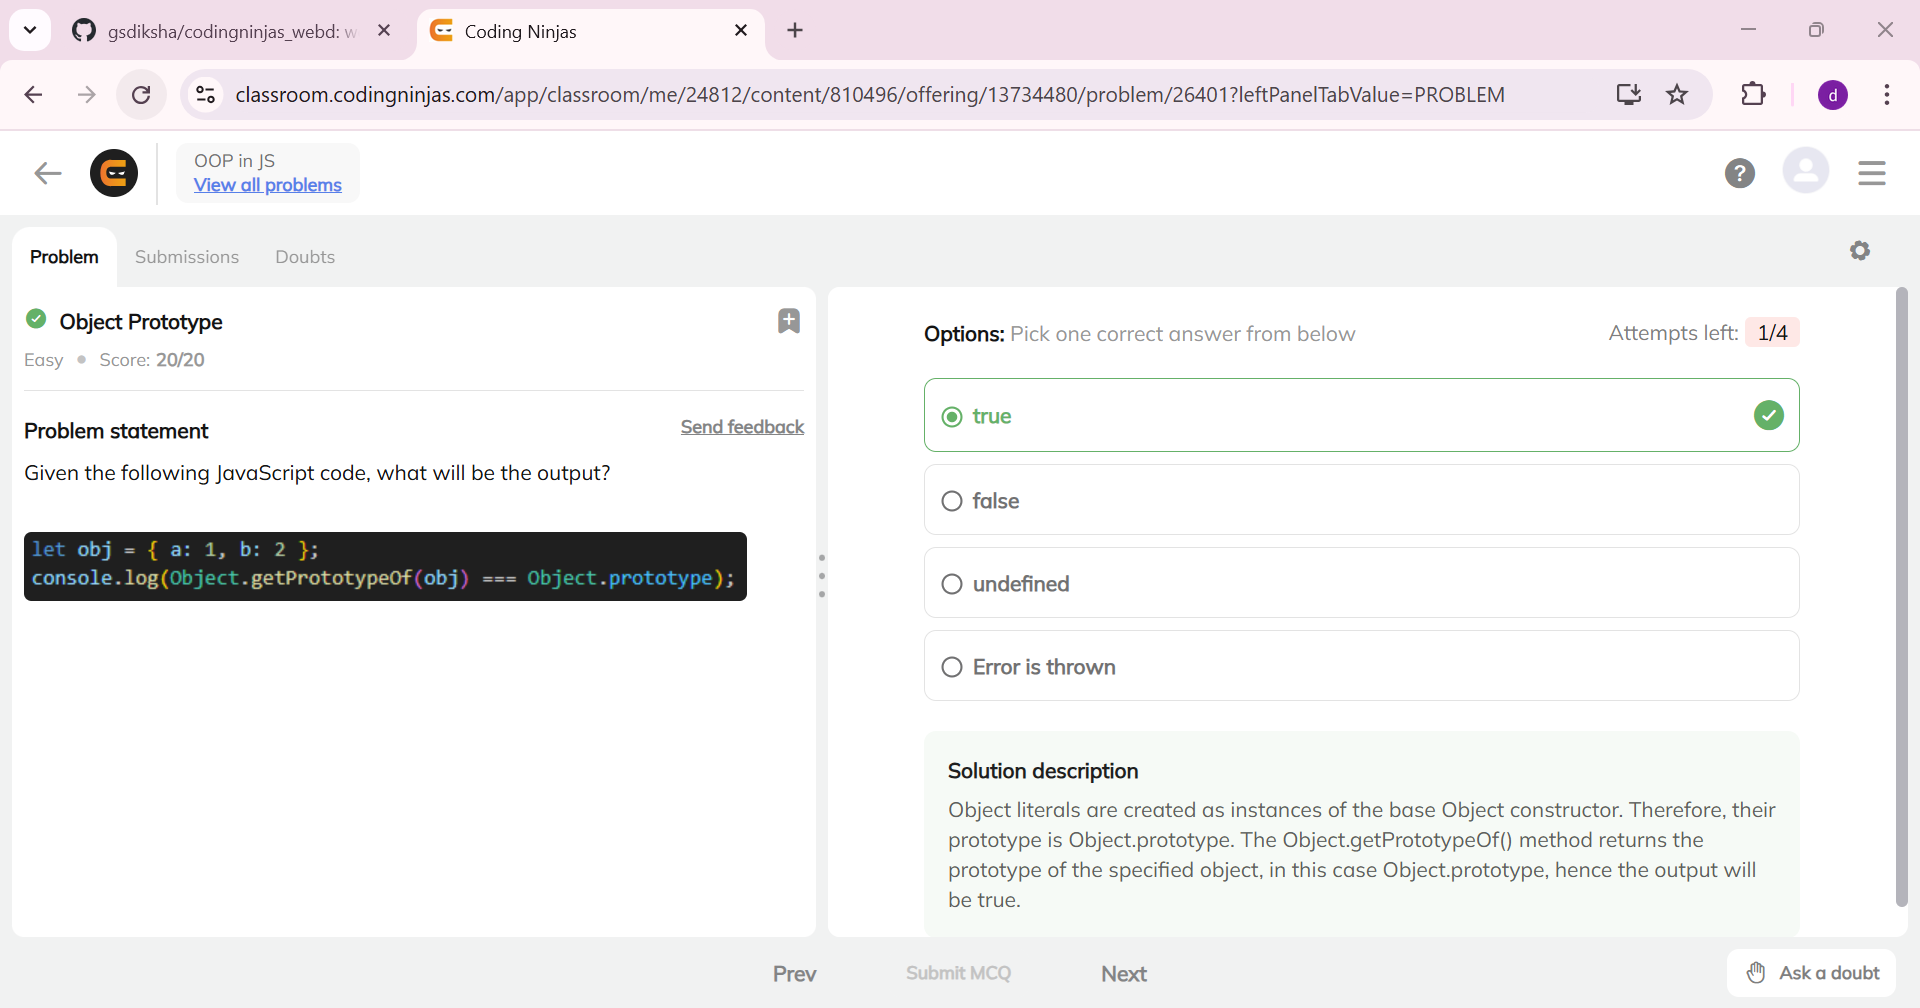 gsdiksha/codingninjas_webd: w
Coding Ninjas
classroom.codingninjas.com/app/classroom/me/24812/content/810496/offering/13734480/problem/26401?leftPanelTabValue=PROBLEM
d
OOP in JS
View all problems
?
Problem
Submissions
Doubts
Object Prototype
Easy
Score: 20/20
Problem statement
Send feedback
Given the following JavaScript code, what will be the output?
let obj = { a: 1, b: 2 };
console.log(Object.getPrototypeOf(obj) === Object.prototype);
Options: Pick one correct answer from below
Attempts left: 1/4
true
false
undefined
Error is thrown
Solution description
Object literals are created as instances of the base Object constructor. Therefore, their
prototype is Object.prototype. The Object.getPrototypeOf() method returns the
prototype of the specified object, in this case Object.prototype, hence the output will
be true.
Prev
Submit MCQ
Next
Ask a doubt